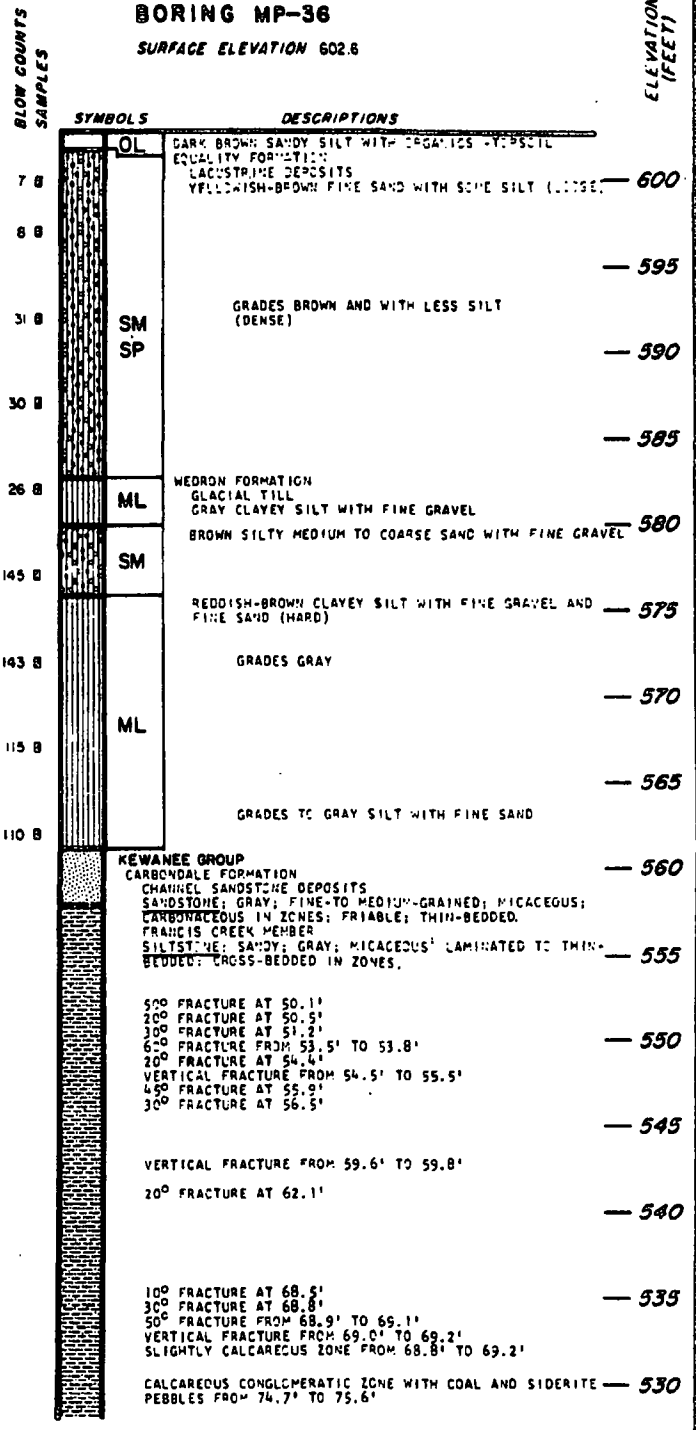 BORING MP-36
SURFACE ELEVATION 602.6
BLOW COUNTS
SAMPLES
ELEVATION
(FEET)
SYMBOLS DESCRIPTIONS
OL DARK BROWN SANDY SILT WITH ORGANICS -TOPSOIL
EQUALITY FORMATION
LACUSTRINE DEPOSITS
7 YELLOWISH-BROWN FINE SAND WITH SOME SILT (LOOSE) 600
8
595
GRADES BROWN AND WITH LESS SILT
31 SM (DENSE)
SP 590
30
585
WEDRON FORMATION
26 GLACIAL TILL
ML GRAY CLAYEY SILT WITH FINE GRAVEL
580
BROWN SILTY MEDIUM TO COARSE SAND WITH FINE GRAVEL
SM
145
REDDISH-BROWN CLAYEY SILT WITH FINE GRAVEL AND 575
FINE SAND (HARD)
143 GRADES GRAY
570
ML
115
565
GRADES TO GRAY SILT WITH FINE SAND
110
KEWANEE GROUP 560
CARBONDALE FORMATION
CHANNEL SANDSTONE DEPOSITS
SANDSTONE; GRAY; FINE-TO MEDIUM-GRAINED; MICACEOUS;
CARBONACEOUS IN ZONES; FRIABLE; THIN-BEDDED.
FRANCIS CREEK MEMBER
SILTSTONE; SANDY; GRAY; MICACEOUS; LAMINATED TO THIN- 555
BEDDED; CROSS-BEDDED IN ZONES.
50° FRACTURE AT 50.1'
20° FRACTURE AT 50.5'
30° FRACTURE AT 51.2'
60° FRACTURE FROM 53.5' TO 53.8' 550
20° FRACTURE AT 54.4'
VERTICAL FRACTURE FROM 54.5' TO 55.5'
45° FRACTURE AT 55.9'
30° FRACTURE AT 56.5'
545
VERTICAL FRACTURE FROM 59.6' TO 59.8'
20° FRACTURE AT 62.1'
540
10° FRACTURE AT 68.5' 535
30° FRACTURE AT 68.8'
50° FRACTURE FROM 68.9' TO 69.1'
VERTICAL FRACTURE FROM 69.0' TO 69.2'
SLIGHTLY CALCAREOUS ZONE FROM 68.8' TO 69.2'
CALCAREOUS CONGLOMERATIC ZONE WITH COAL AND SIDERITE 530
PEBBLES FROM 74.7' TO 75.6'